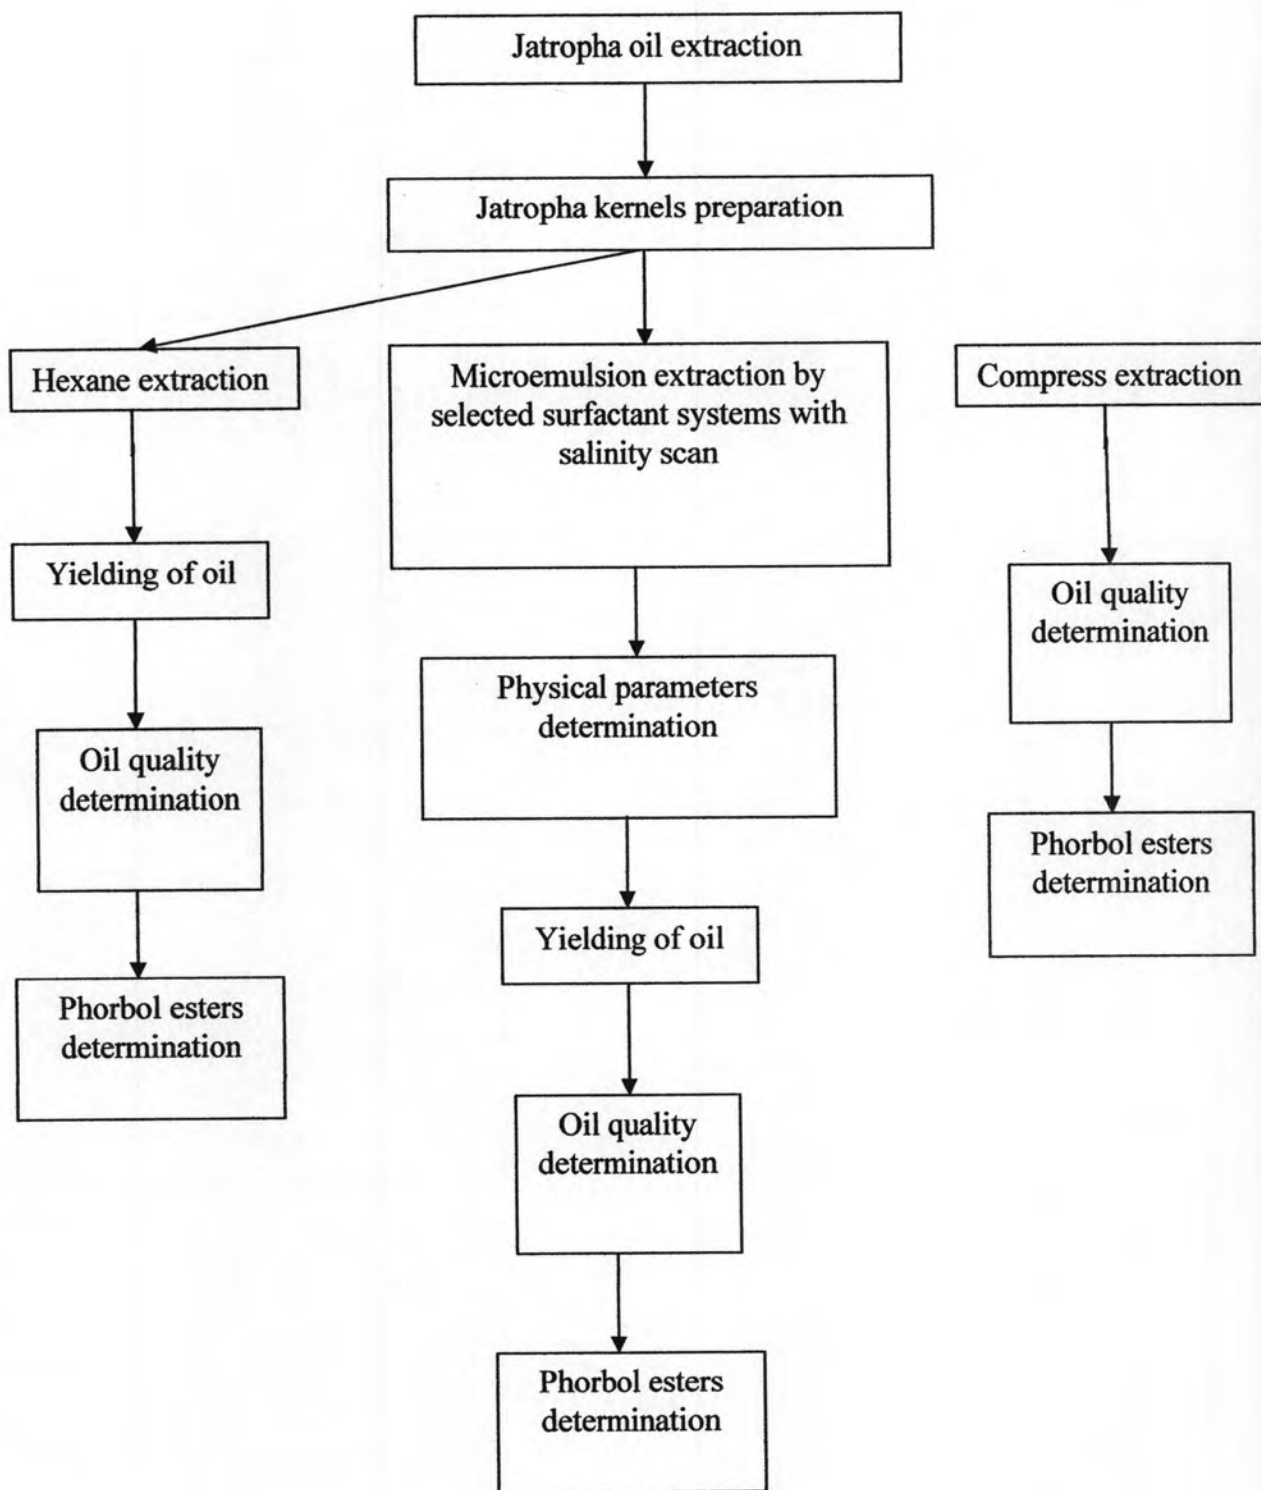 Jatropha oil extraction
Jatropha kernels preparation
Hexane extraction
Microemulsion extraction by
selected surfactant systems with
salinity scan
Compress extraction
Yielding of oil
Oil quality
determination
Physical parameters
determination
Oil quality
determination
Phorbol esters
determination
Yielding of oil
Phorbol esters
determination
Oil quality
determination
Phorbol esters
determination